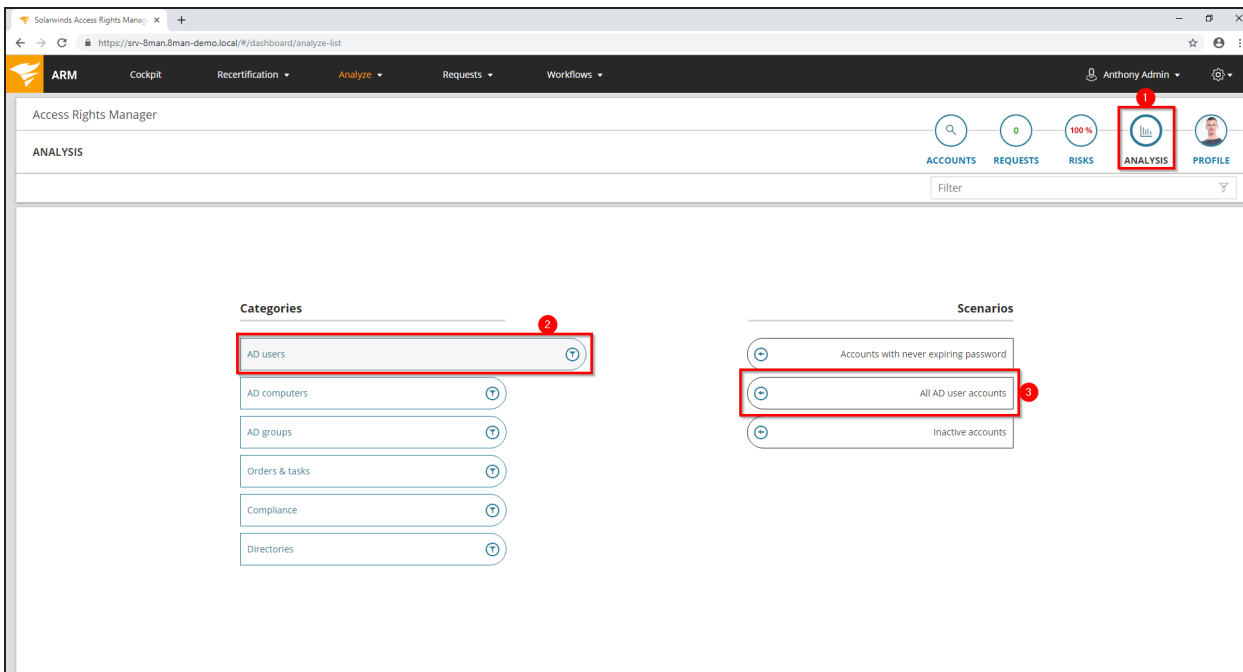 Solarwinds Access Rights Manag
https://srv-8man.8man-demo.local/#/dashboard/analyze-list
ARM Cockpit Recertification Analyze Requests Workflows Anthony Admin
1
Access Rights Manager
0 100 %
ANALYSIS
ACCOUNTS REQUESTS RISKS ANALYSIS PROFILE
Filter
Categories Scenarios
2
AD users Accounts with never expiring password
AD computers All AD user accounts 3
AD groups Inactive accounts
Orders & tasks
Compliance
Directories